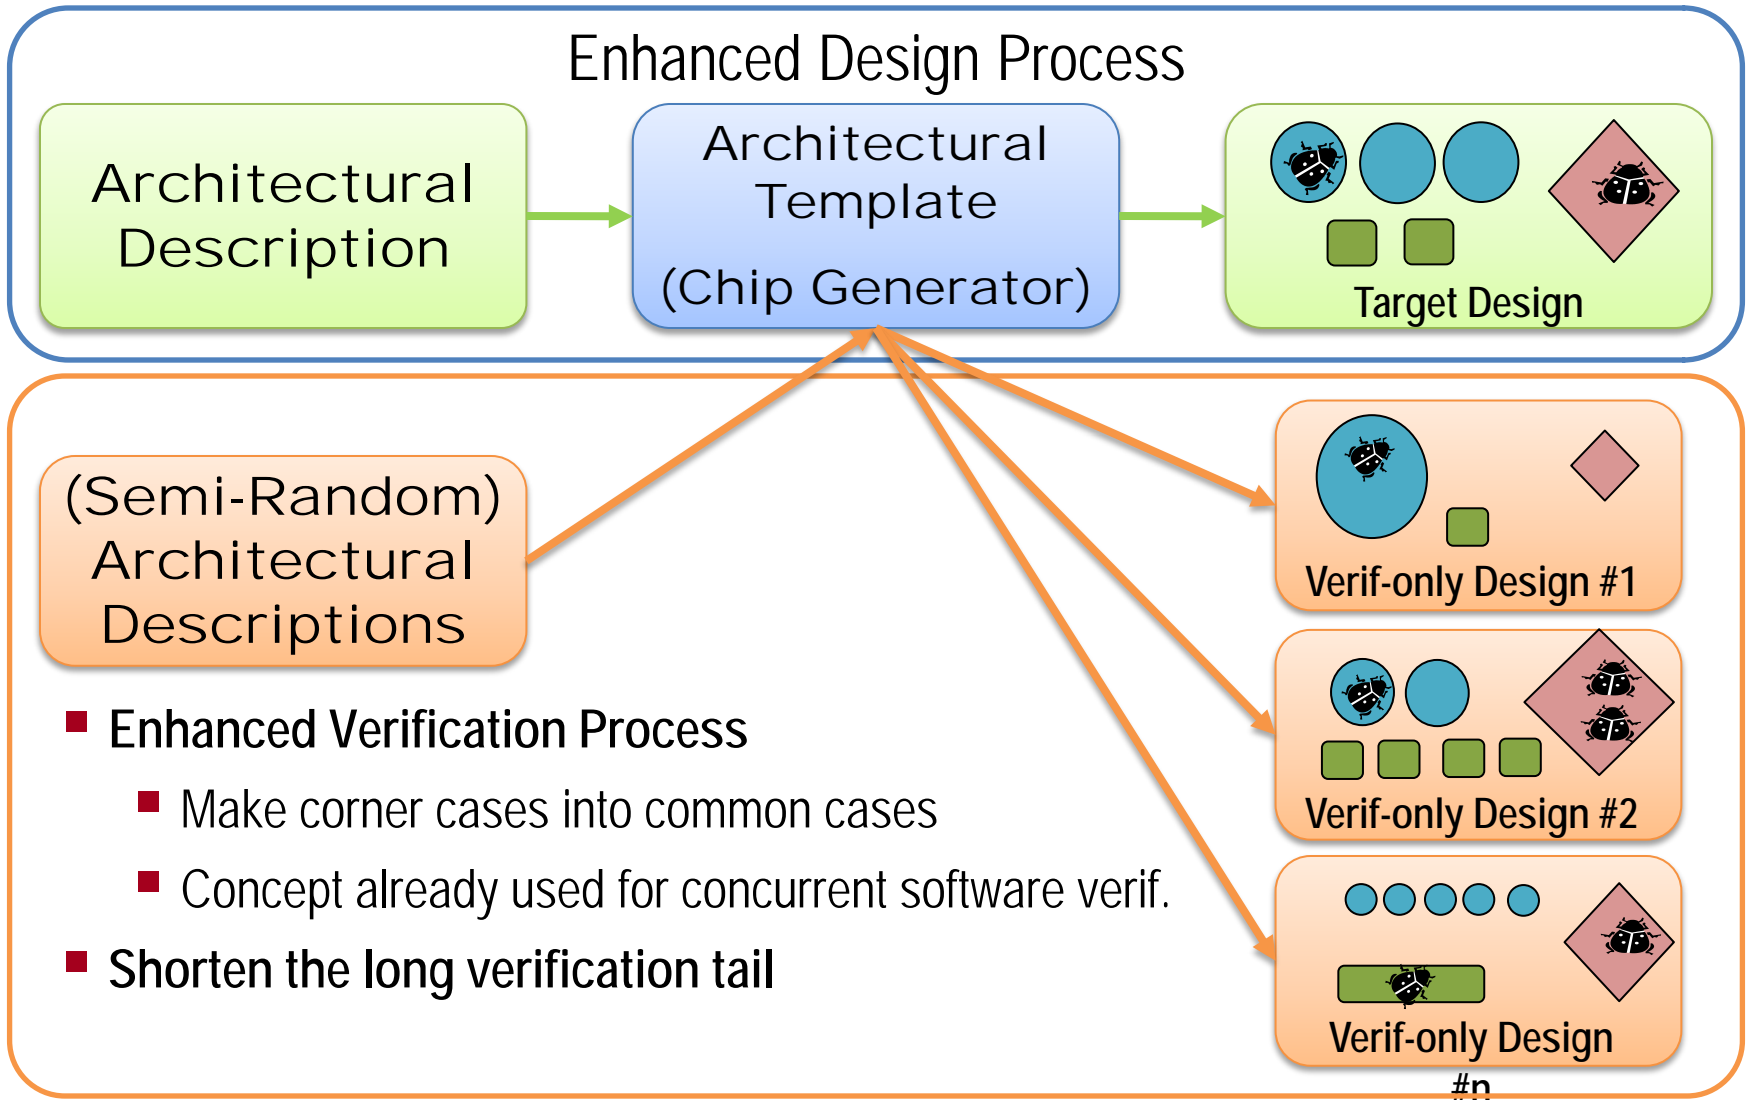 Enhanced Design Process
Architectural
Description
Architectural
Template
(Chip Generator)
Target Design
(Semi-Random)
Architectural
Descriptions
Verif-only Design #1
Verif-only Design #2
Verif-only Design
#n
■ Enhanced Verification Process
■ Make corner cases into common cases
■ Concept already used for concurrent software verif.
■ Shorten the long verification tail